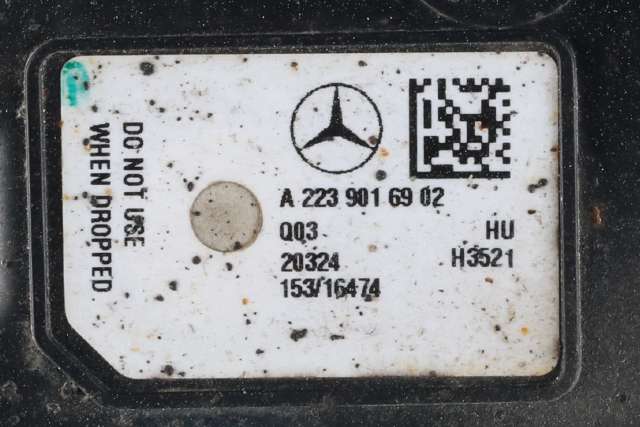 DO NOT USE
WHEN DROPPED
A 223 901 69 02
Q03 HU
20324 H3521
153/16474